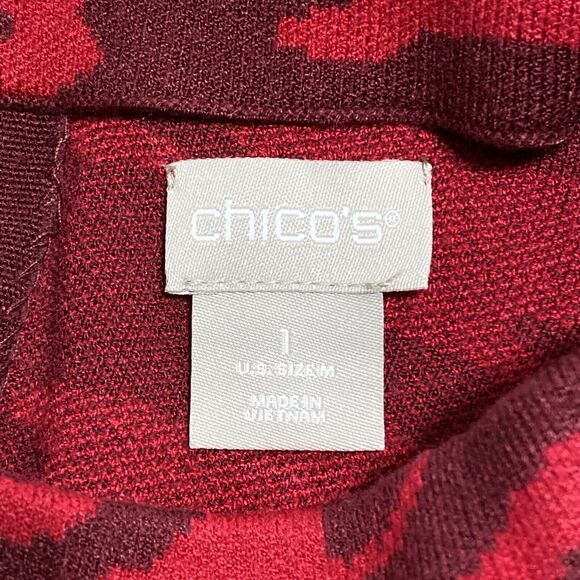 chico's®
1
U.S. SIZE M
MADE IN
VIETNAM